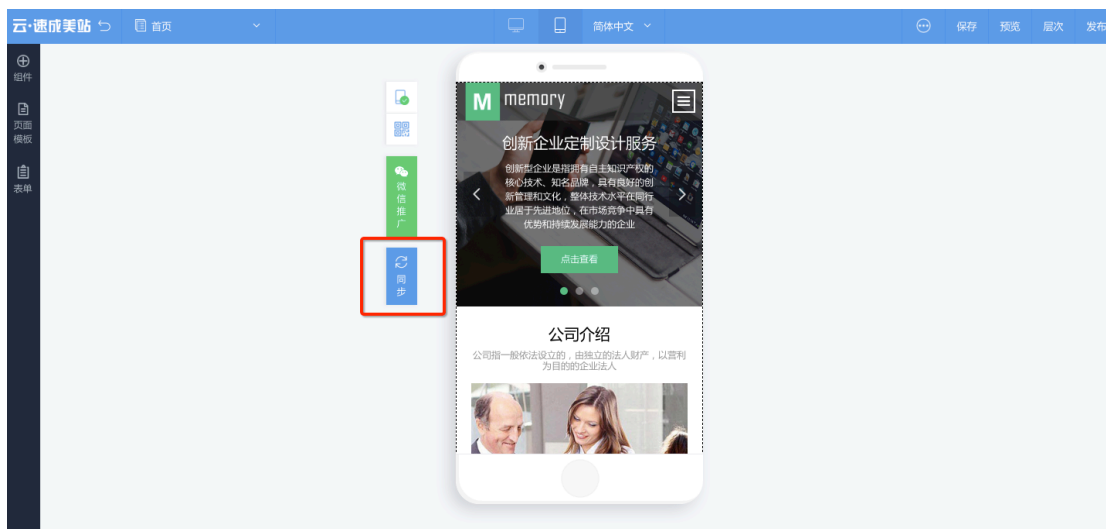 云·速成美站 首页 简体中文 保存 预览 层次 发布
组件
页面
模板
表单
微信推广
同步
M memory
创新企业定制设计服务
创新型企业是指拥有自主知识产权的
核心技术、知名品牌，具有良好的创
新管理和文化，整体技术水平在同行
业居于先进地位，在市场竞争中具有
优势和持续发展能力的企业
点击查看
公司介绍
公司指一般依法设立的，由独立的法人财产，以营利
为目的的企业法人